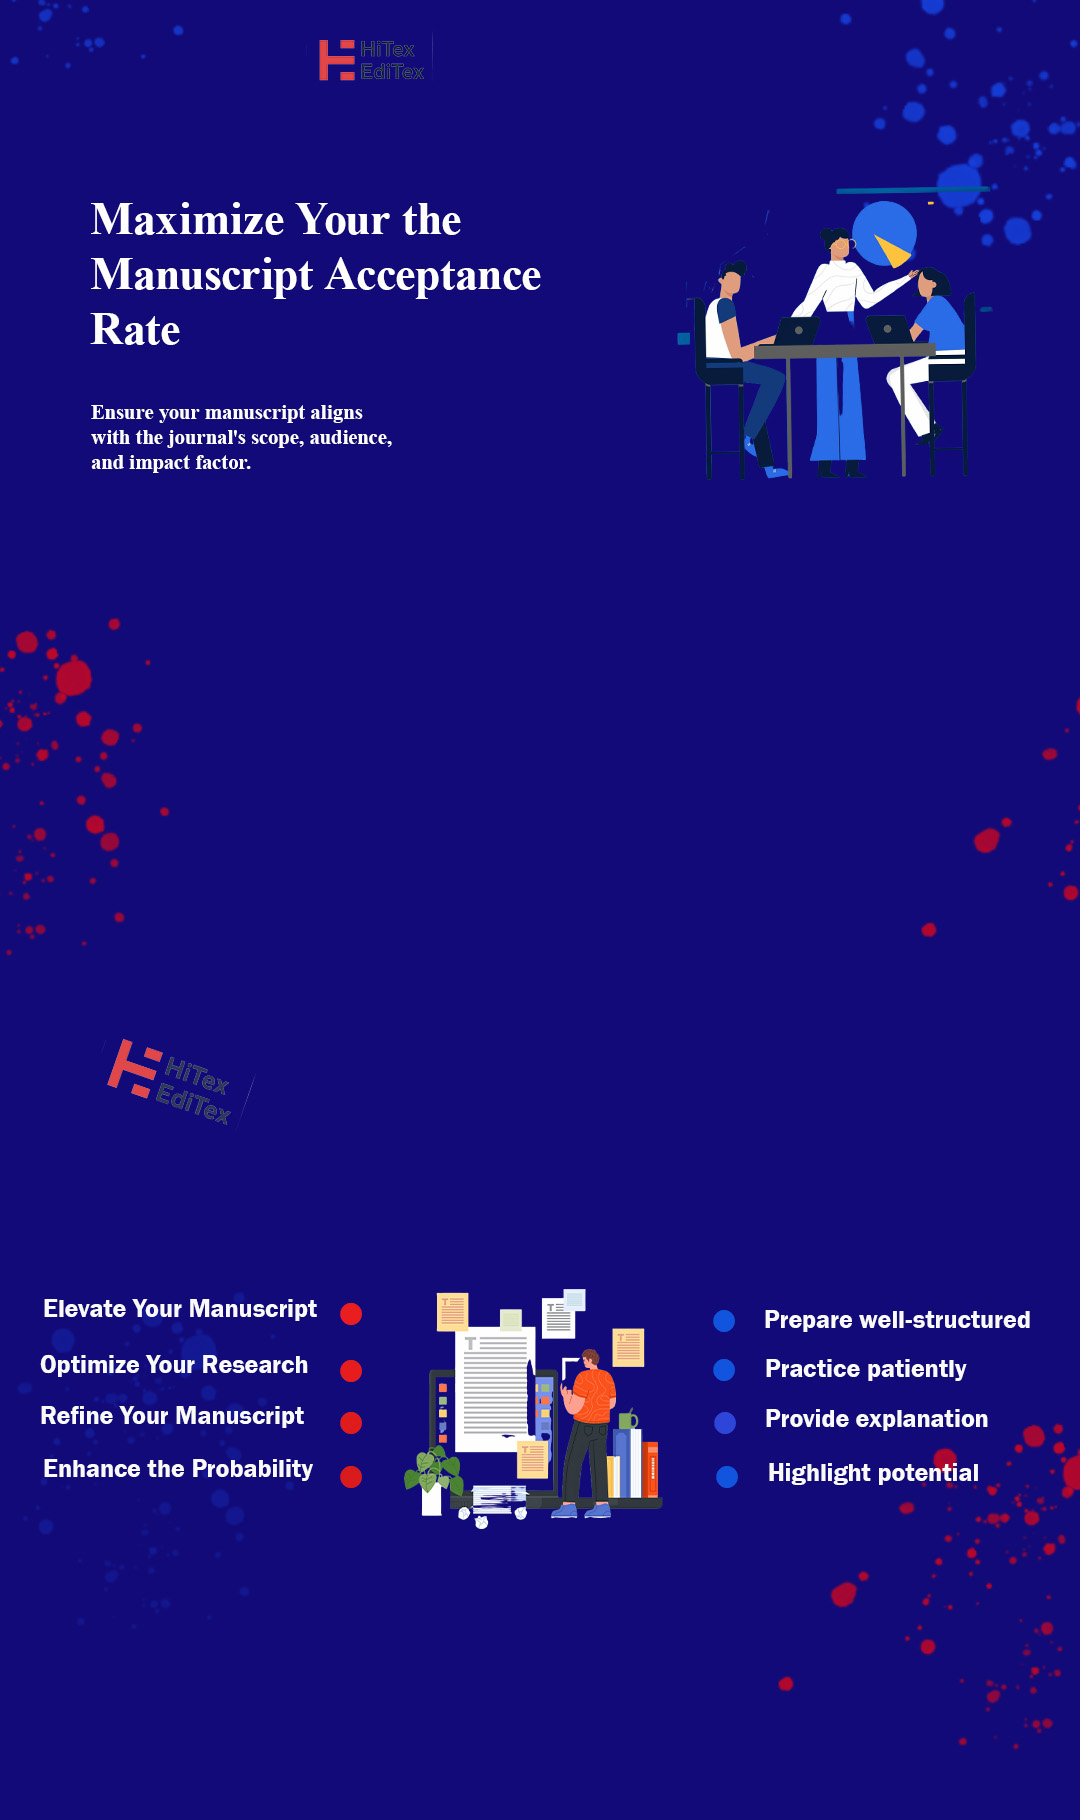 HiTex
EdiTex
Maximize Your the
Manuscript Acceptance
Rate
Ensure your manuscript aligns
with the journal's scope, audience,
and impact factor.
HiTex
EdiTex
Elevate Your Manuscript
Optimize Your Research
Refine Your Manuscript
Enhance the Probability
Prepare well-structured
Practice patiently
Provide explanation
Highlight potential